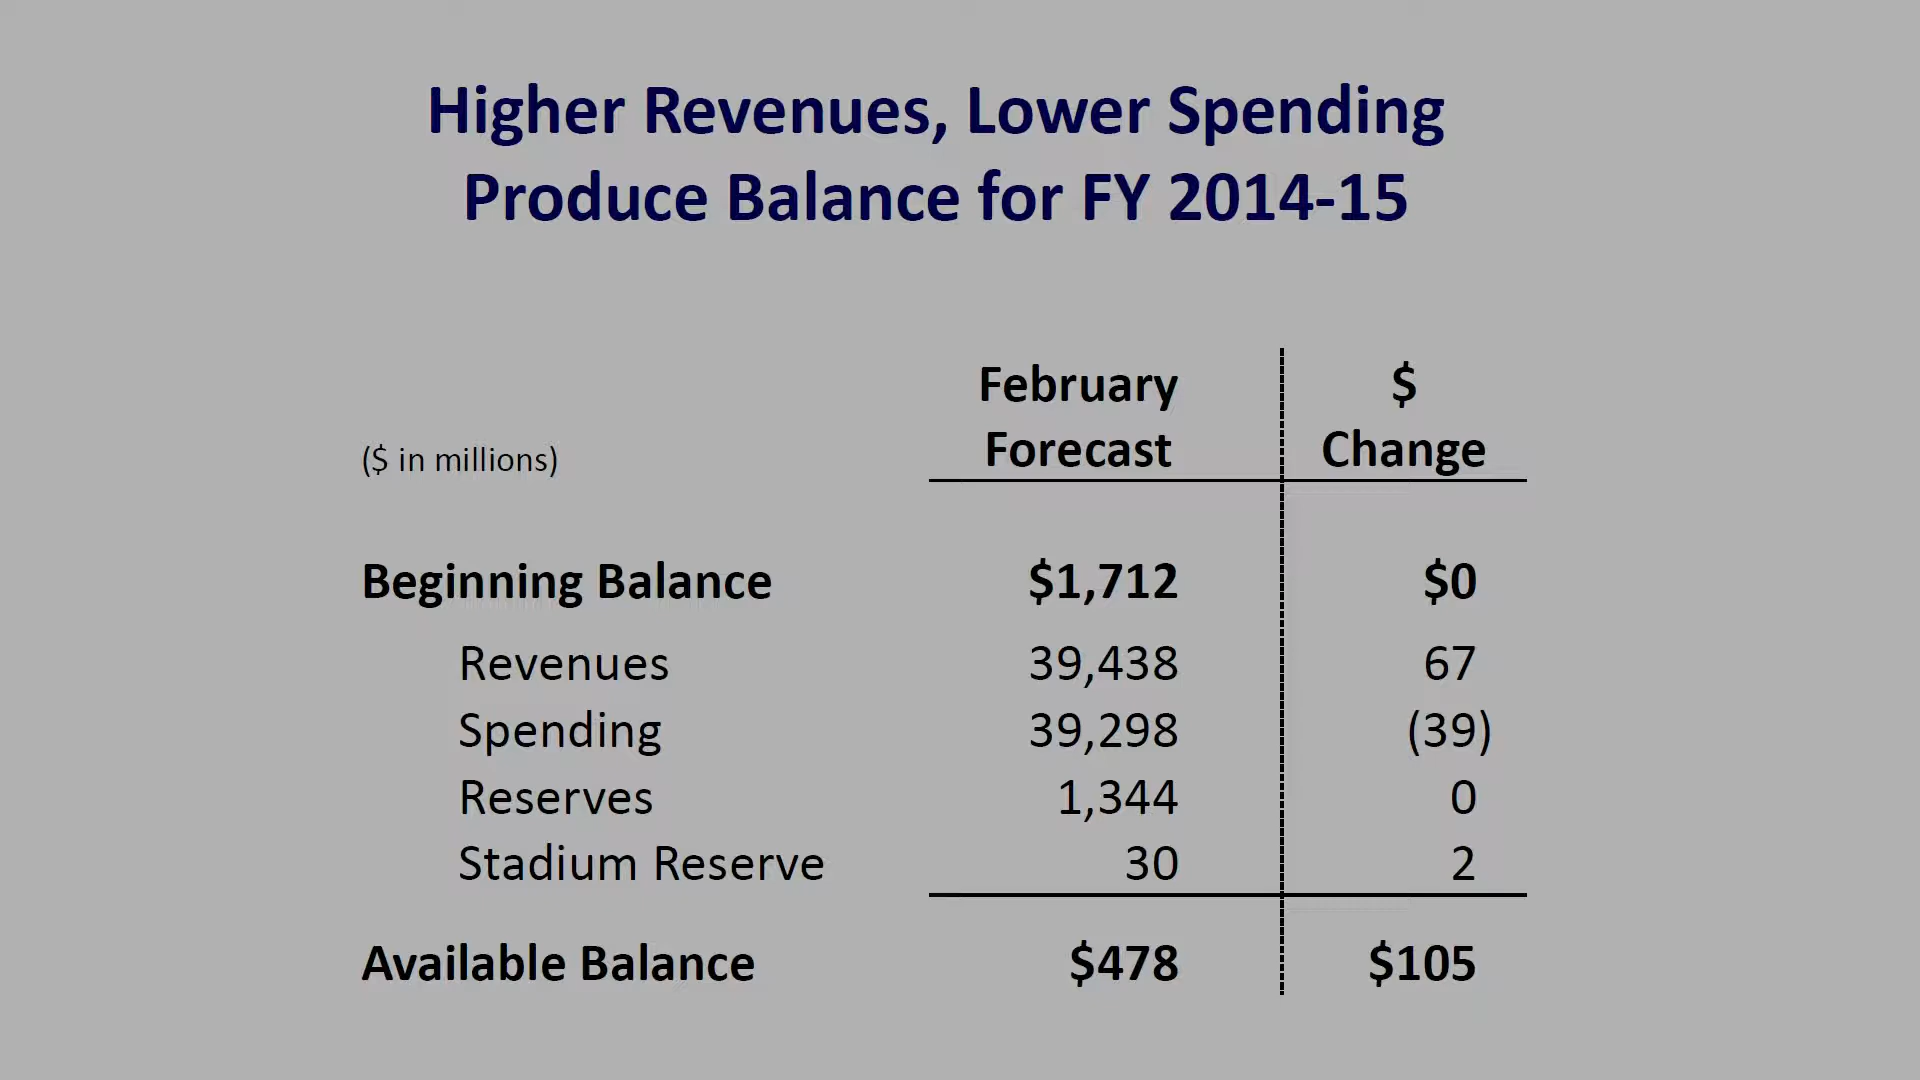 Higher Revenues, Lower Spending
Produce Balance for FY 2014-15
($ in millions) February Forecast $ Change
Beginning Balance $1,712 $0
Revenues 39,438 67
Spending 39,298 (39)
Reserves 1,344 0
Stadium Reserve 30 2
Available Balance $478 $105